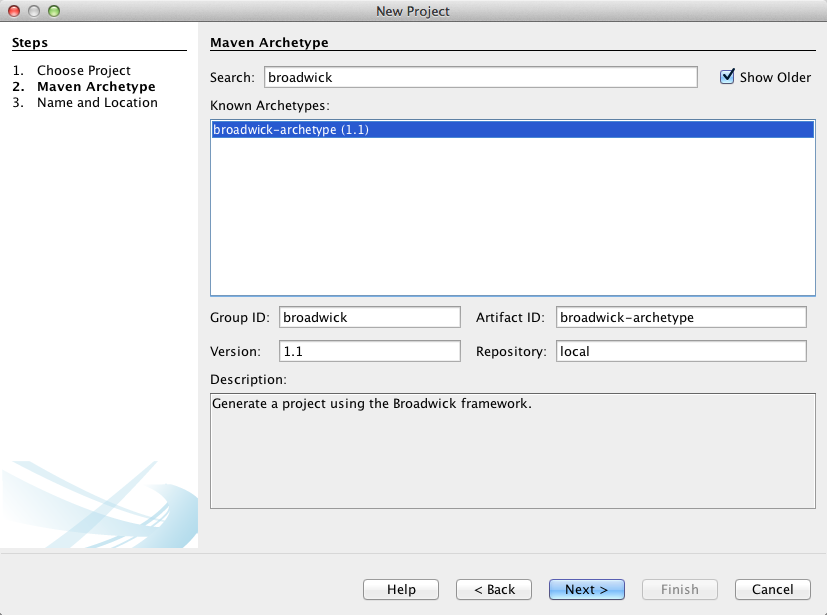 New Project
Steps
1. Choose Project
2. Maven Archetype
3. Name and Location
Maven Archetype
Search: broadwick Show Older
Known Archetypes:
broadwick-archetype (1.1)
Group ID: broadwick Artifact ID: broadwick-archetype
Version: 1.1 Repository: local
Description:
Generate a project using the Broadwick framework.
Help < Back Next > Finish Cancel